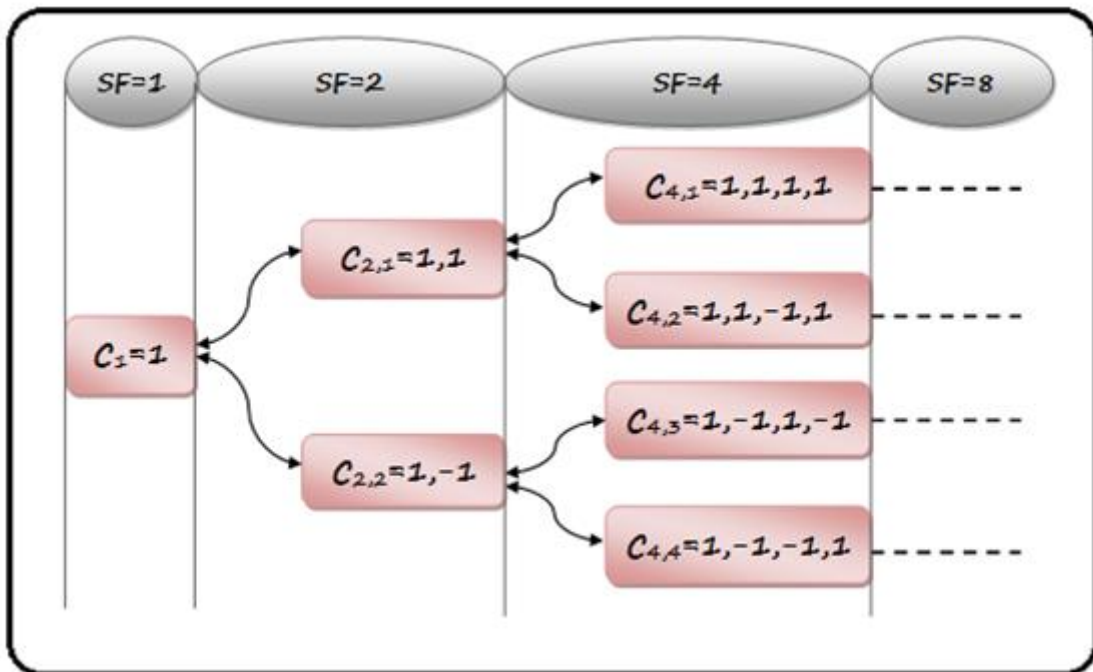 SF=1 SF=2 SF=4 SF=8
C4,1=1,1,1,1
C2,1=1,1
C4,2=1,1,-1,1
C1=1
C4,3=1,-1,1,-1
C2,2=1,-1
C4,4=1,-1,-1,1